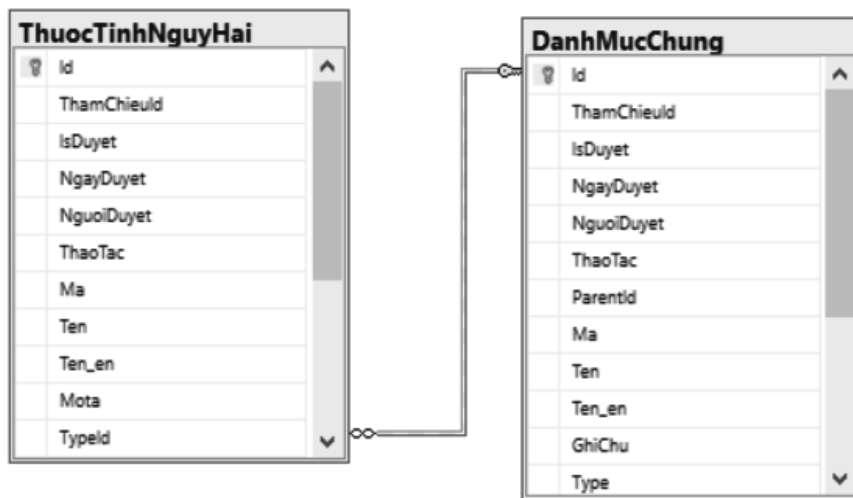 ThuocTinhNguyHai
Id
ThamChieuId
IsDuyet
NgayDuyet
NguoiDuyet
ThaoTac
Ma
Ten
Ten_en
Mota
TypeId
DanhMucChung
Id
ThamChieuId
IsDuyet
NgayDuyet
NguoiDuyet
ThaoTac
ParentId
Ma
Ten
Ten_en
GhiChu
Type